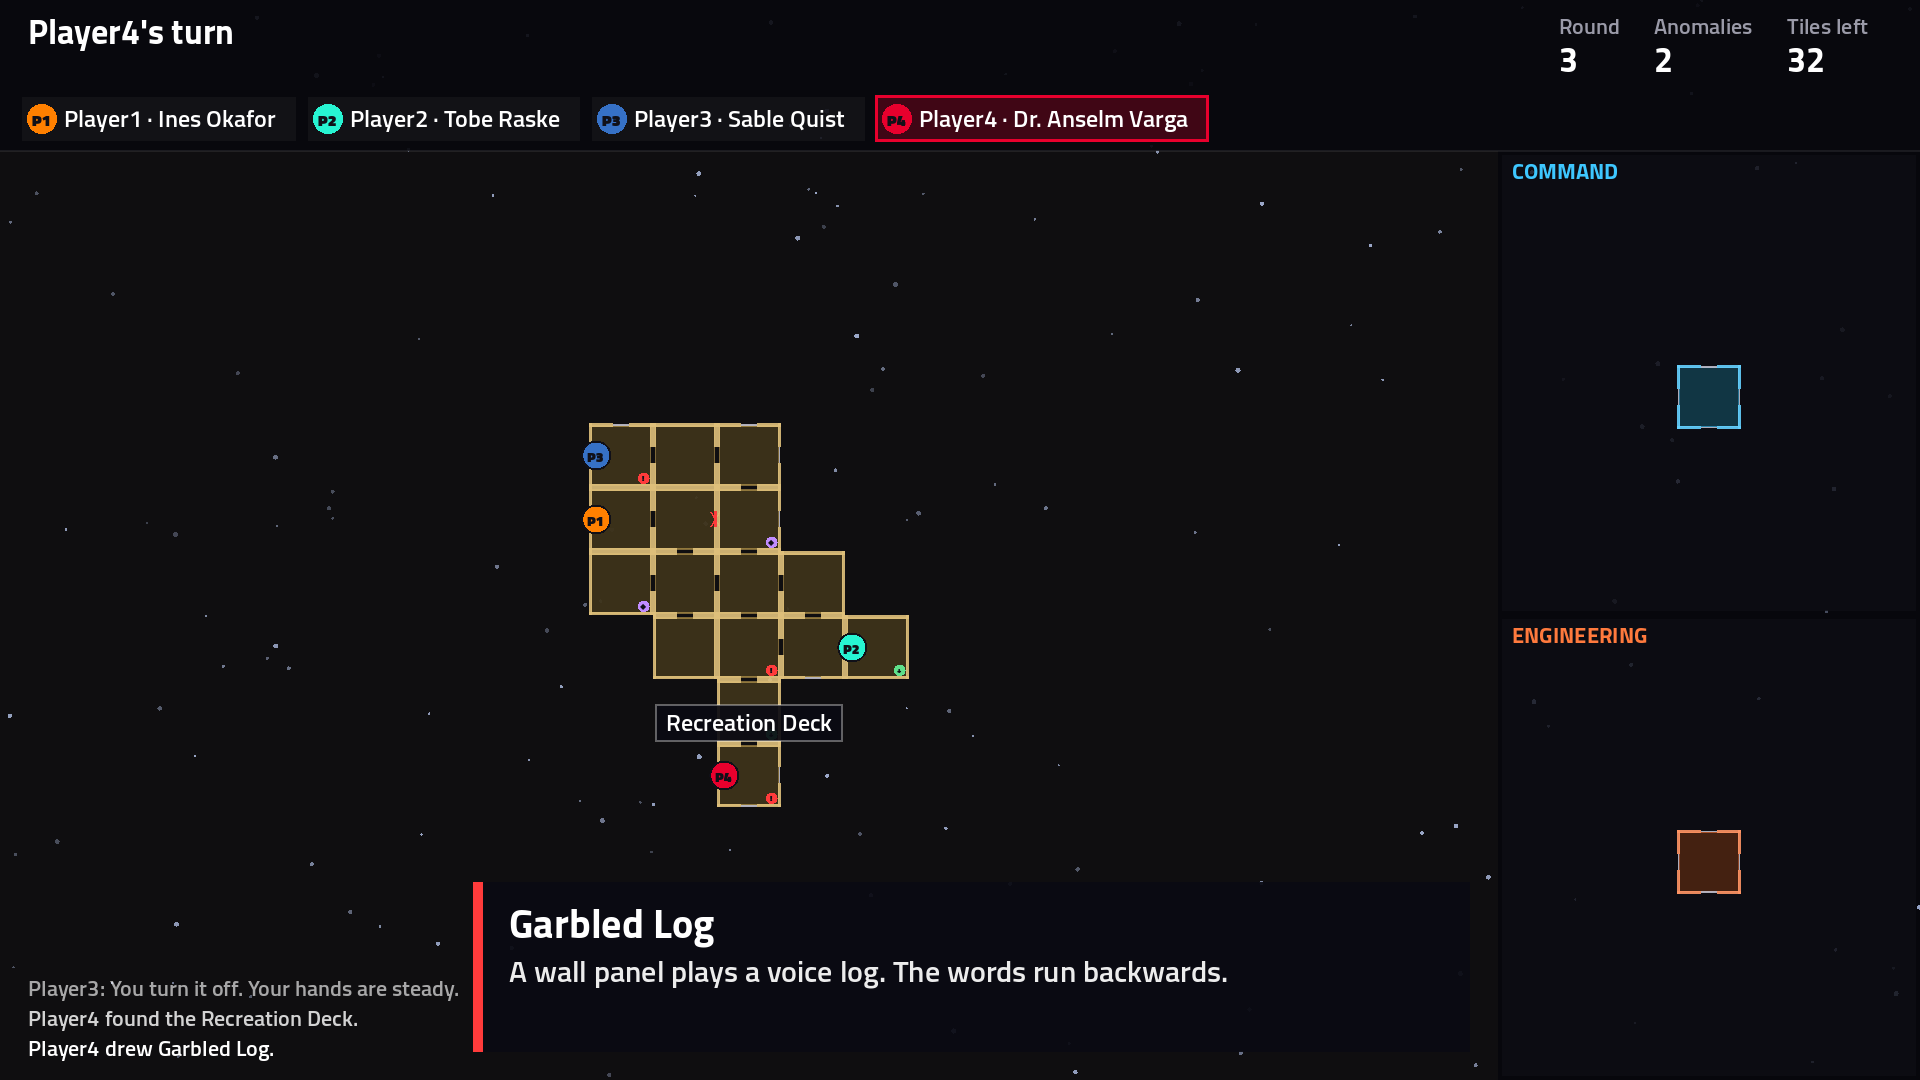 Player4's turn
Round
3
Anomalies
2
Tiles left
32
P1 Player1 · Ines Okafor
P2 Player2 · Tobe Raske
P3 Player3 · Sable Quist
P4 Player4 · Dr. Anselm Varga
COMMAND
P3
P1
ENGINEERING
P2
Recreation Deck
P4
Garbled Log
A wall panel plays a voice log. The words run backwards.
Player3: You turn it off. Your hands are steady.
Player4 found the Recreation Deck.
Player4 drew Garbled Log.